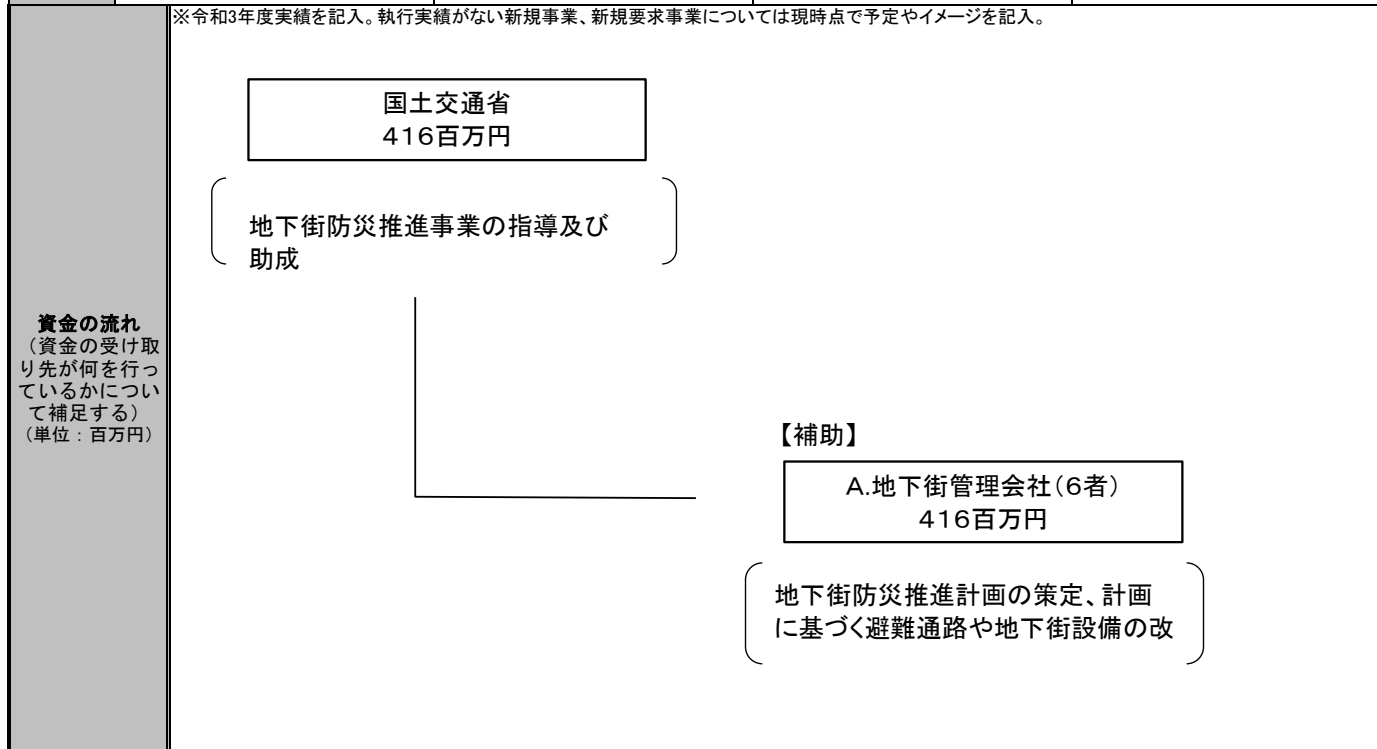 ※令和3年度実績を記入。執行実績がない新規事業、新規要求事業については現時点で予定やイメージを記入。
国土交通省
416百万円
地下街防災推進事業の指導及び
助成
資金の流れ
（資金の受け取
り先が何を行っ
ているかについ
て補足する）
（単位：百万円）
【補助】
A.地下街管理会社（6者）
416百万円
地下街防災推進計画の策定、計画
に基づく避難通路や地下街設備の改